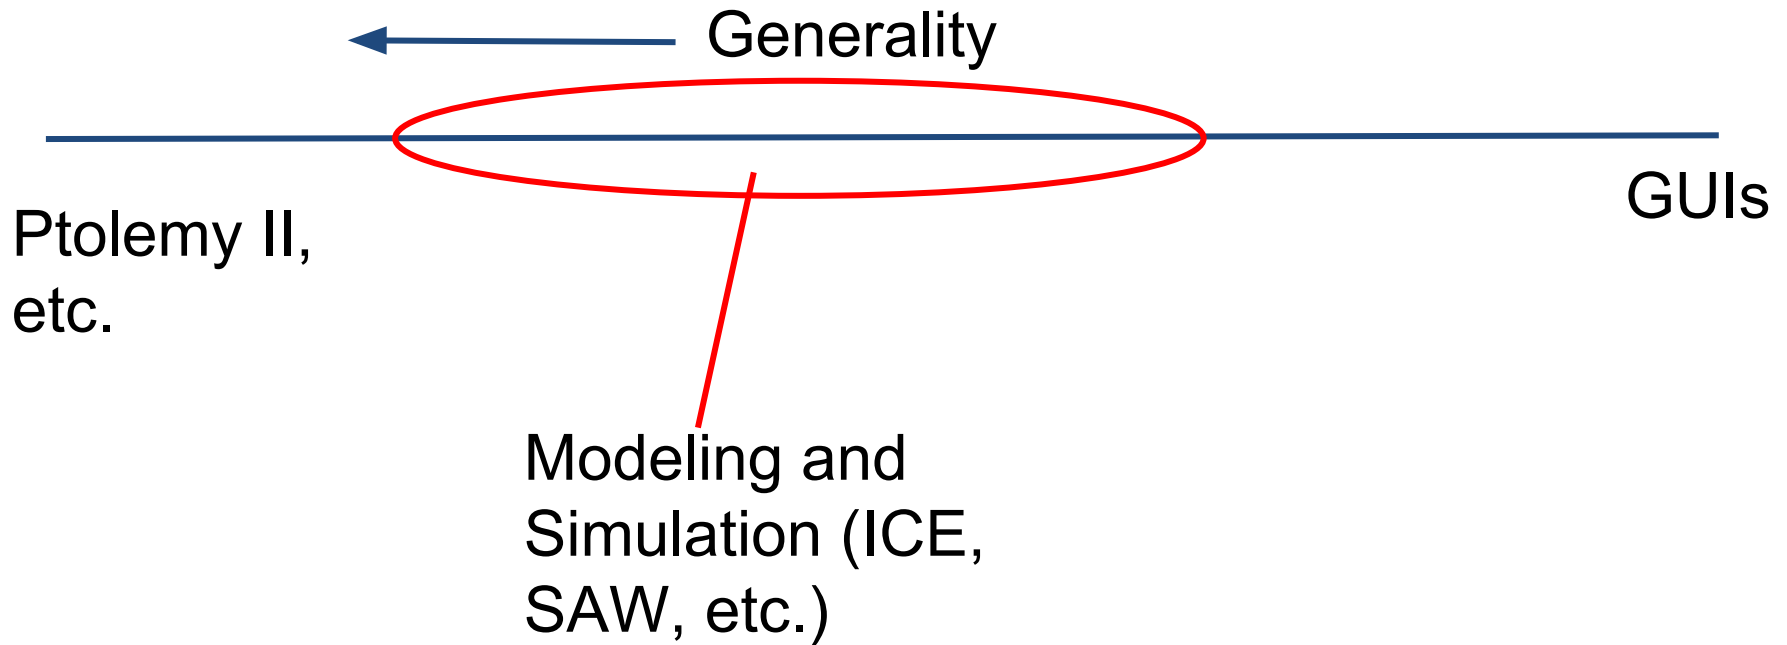 Generality
GUIs
Ptolemy II,
etc.
Modeling and
Simulation (ICE,
SAW, etc.)